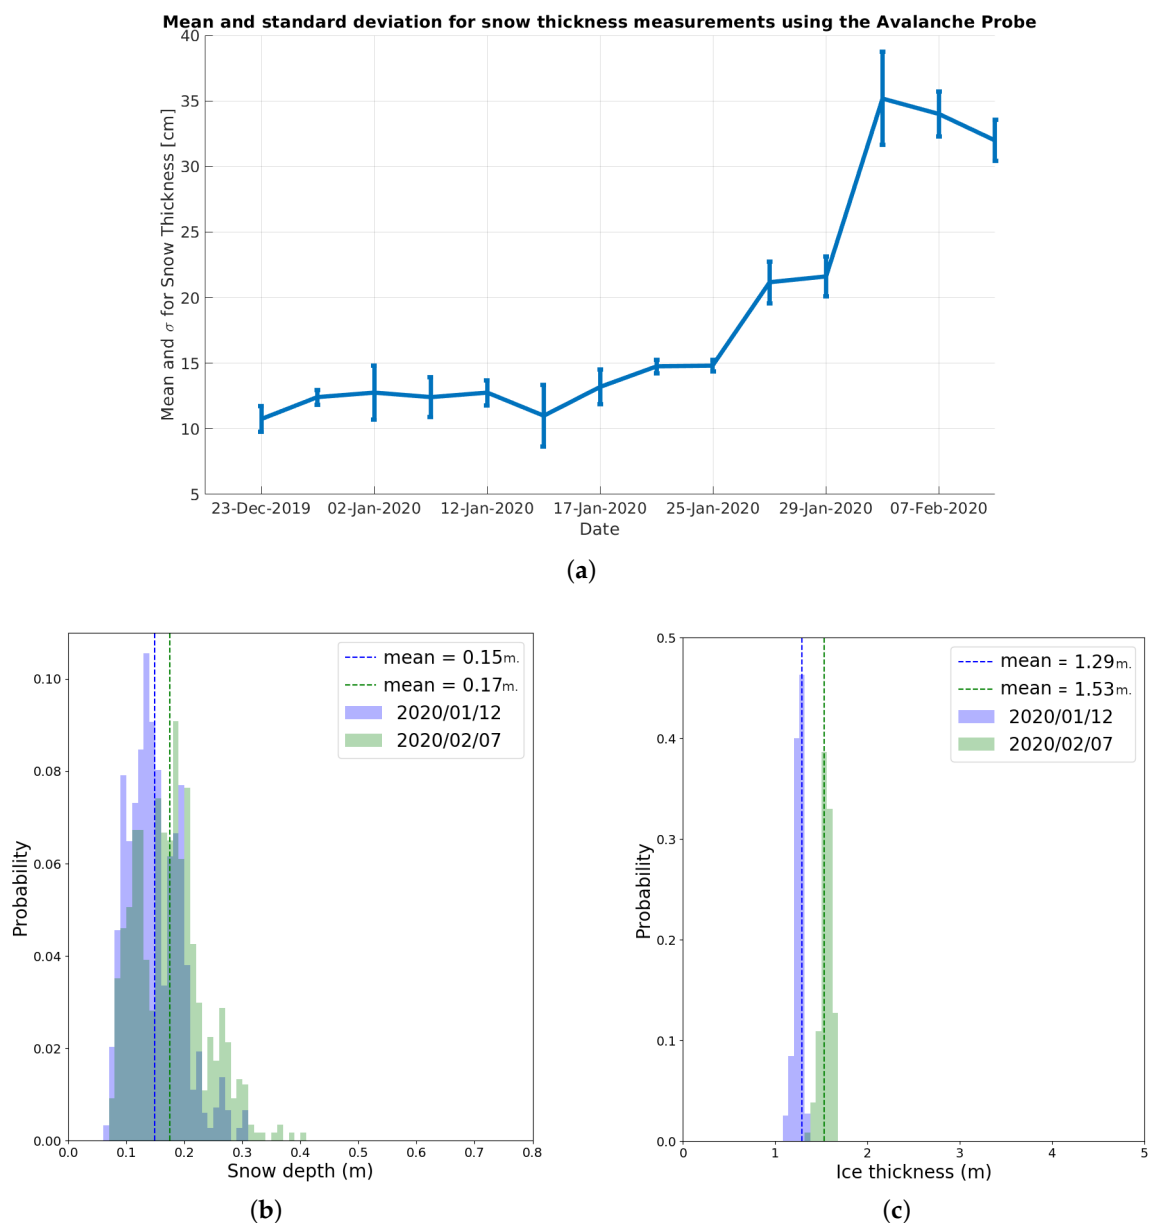 Mean and standard deviation for snow thickness measurements using the Avalanche Probe
Mean and σ for Snow Thickness [cm]
40
35
30
25
20
15
10
5
23-Dec-2019 02-Jan-2020 12-Jan-2020 17-Jan-2020 25-Jan-2020 29-Jan-2020 07-Feb-2020
Date
(a)
mean = 0.15m.
mean = 0.17m.
2020/01/12
2020/02/07
Probability
0.10
0.08
0.06
0.04
0.02
0.00
0.0 0.1 0.2 0.3 0.4 0.5 0.6 0.7 0.8
Snow depth (m)
(b)
mean = 1.29m.
mean = 1.53m.
2020/01/12
2020/02/07
Probability
0.5
0.4
0.3
0.2
0.1
0.0
0 1 2 3 4 5
Ice thickness (m)
(c)